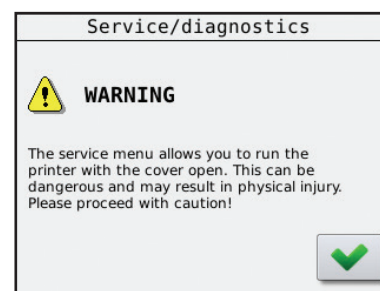 Service/diagnostics
WARNING
The service menu allows you to run the
printer with the cover open. This can be
dangerous and may result in physical injury.
Please proceed with caution!